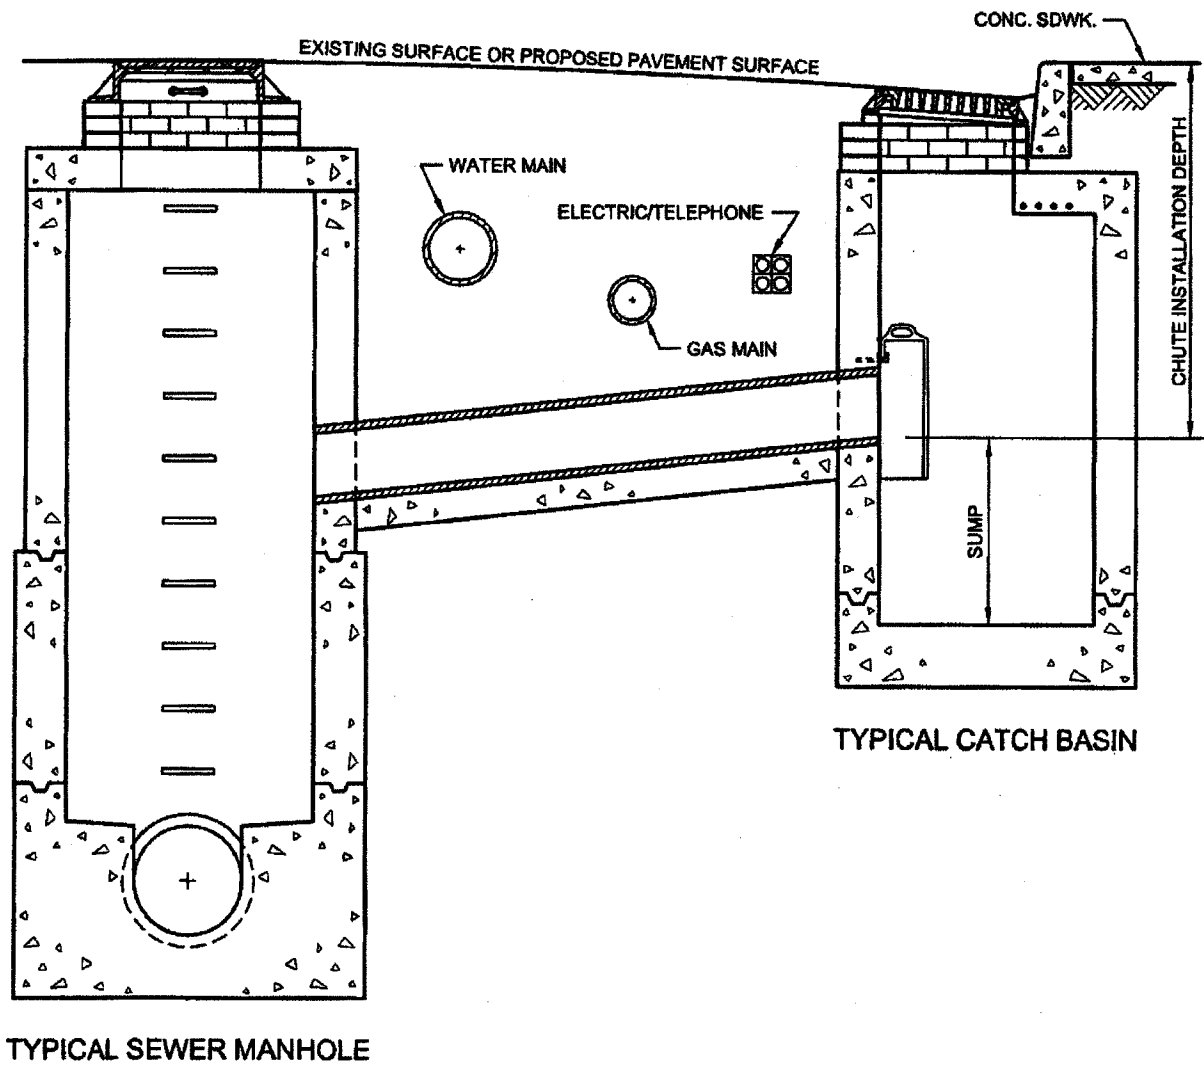 CONC. SDWK.
EXISTING SURFACE OR PROPOSED PAVEMENT SURFACE
WATER MAIN
ELECTRIC/TELEPHONE
GAS MAIN
CHUTE INSTALLATION DEPTH
SUMP
TYPICAL CATCH BASIN
TYPICAL SEWER MANHOLE